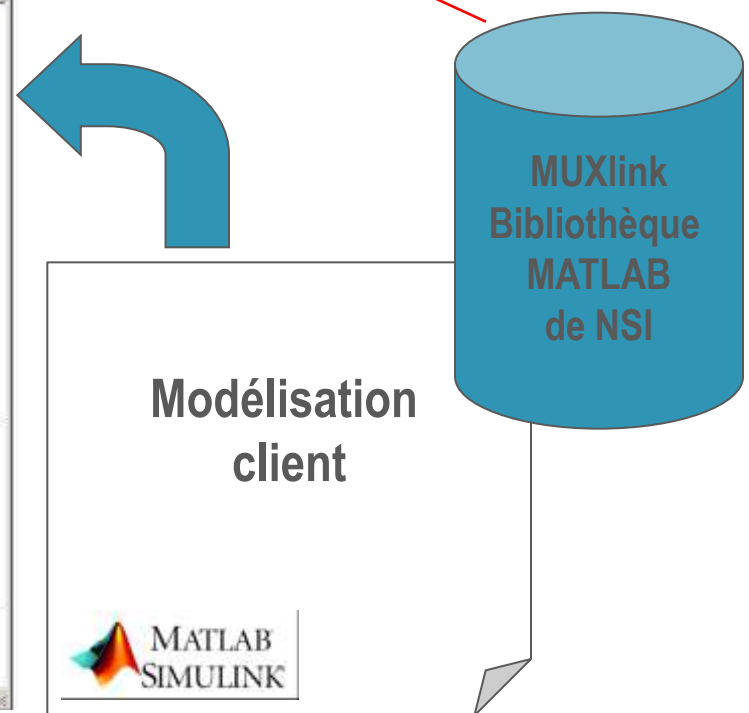 MUXlink
Bibliothèque
MATLAB
de NSI
Modélisation
client
MATLAB
SIMULINK